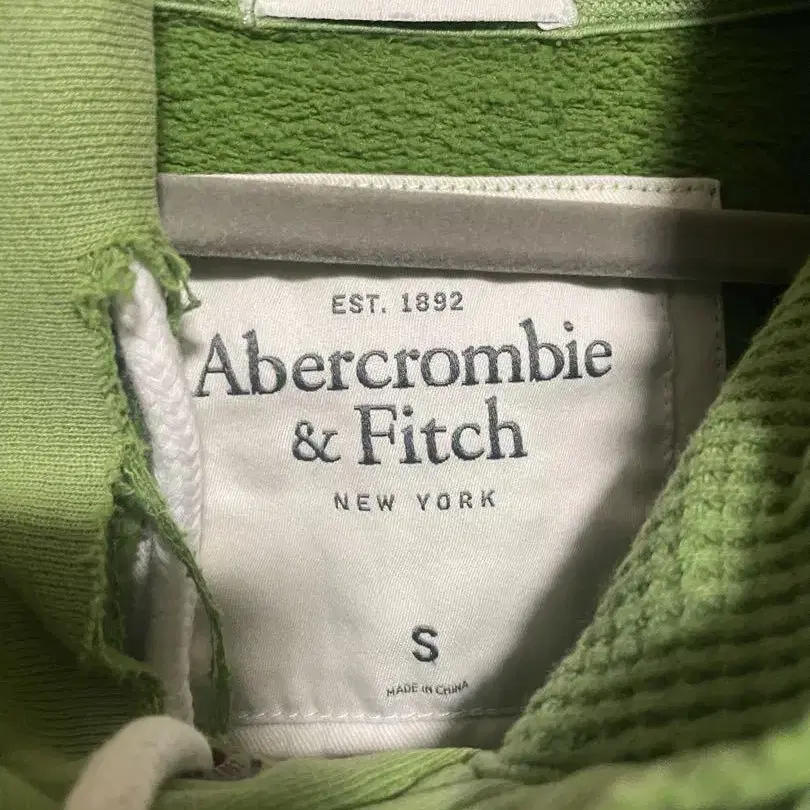 EST. 1892
Abercrombie
& Fitch
NEW YORK
S
MADE IN CHINA